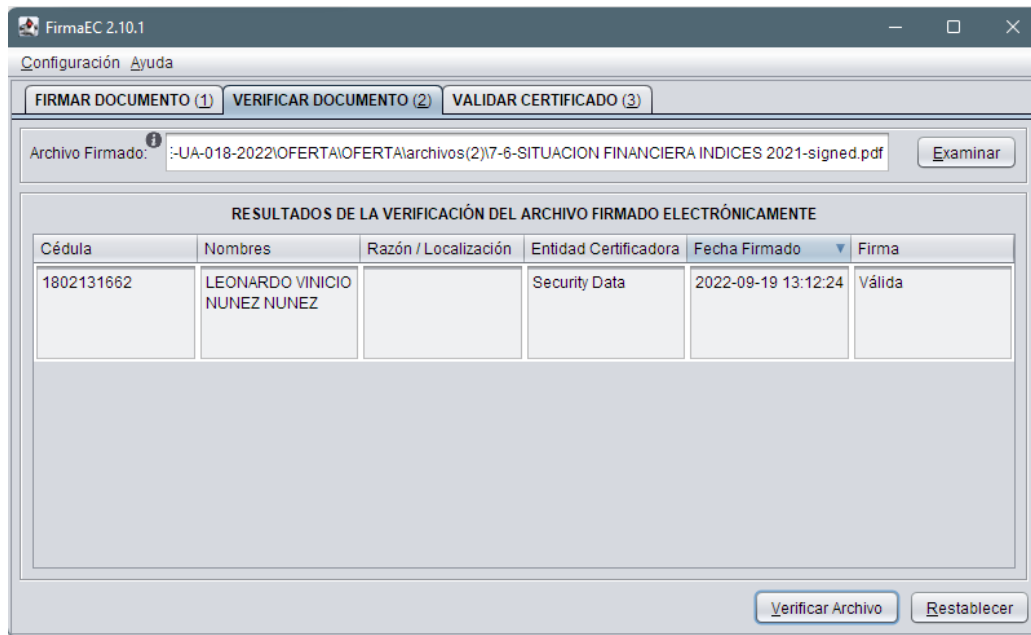 FirmaEC 2.10.1
Configuración Ayuda
FIRMAR DOCUMENTO (1) VERIFICAR DOCUMENTO (2) VALIDAR CERTIFICADO (3)
Archivo Firmado: -UA-018-2022\OFERTA\OFERTA\archivos(2)\7-6-SITUACION FINANCIERA INDICES 2021-signed.pdf Examinar
RESULTADOS DE LA VERIFICACIÓN DEL ARCHIVO FIRMADO ELECTRÓNICAMENTE
Cédula Nombres Razón / Localización Entidad Certificadora Fecha Firmado Firma
1802131662 LEONARDO VINICIO Security Data 2022-09-19 13:12:24 Válida
NUNEZ NUNEZ
Verificar Archivo Restablecer